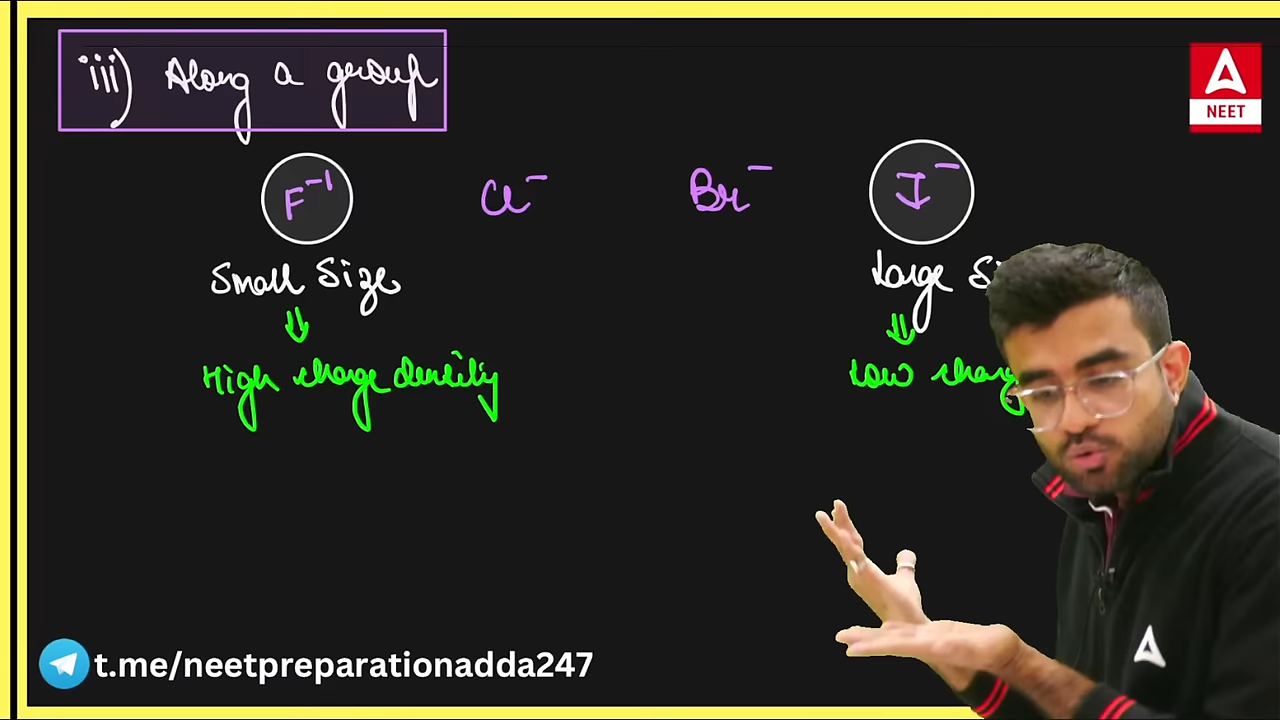 iii) Along a group
NEET
F⁻¹ Cl⁻ Br⁻ I⁻
Small Size
Large
⇓ ⇓
High charge density
Low
t.me/neetpreparationadda247